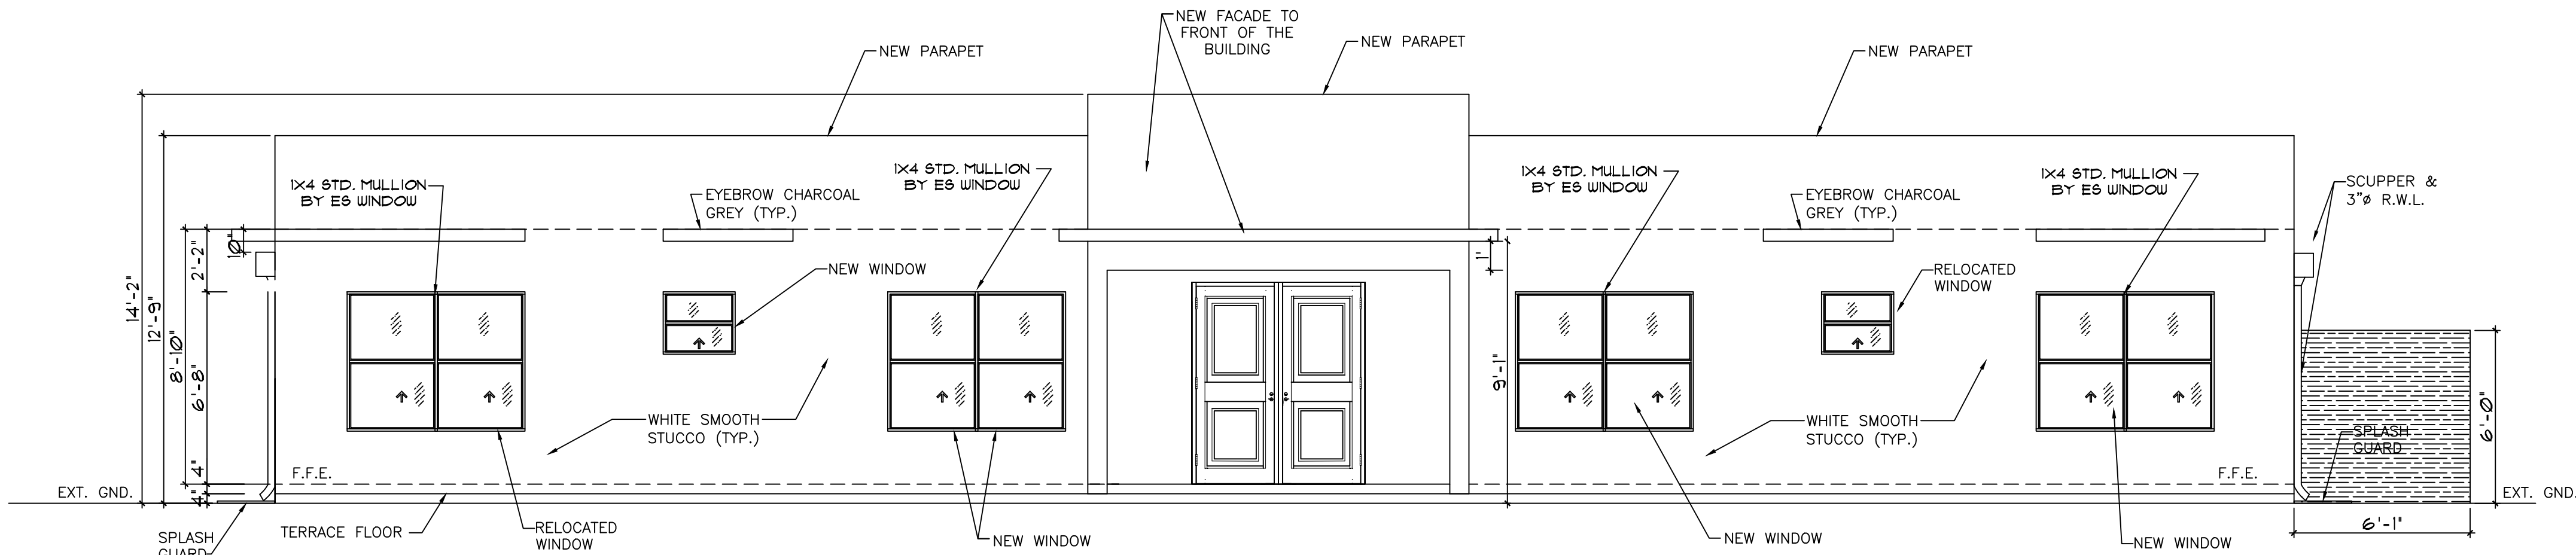 NEW FACADE TO
FRONT OF THE
BUILDING
NEW PARAPET
NEW PARAPET
NEW PARAPET
1X4 STD. MULLION
BY ES WINDOW
EYEBROW CHARCOAL
GREY (TYP.)
1X4 STD. MULLION
BY ES WINDOW
1X4 STD. MULLION
BY ES WINDOW
EYEBROW CHARCOAL
GREY (TYP.)
1X4 STD. MULLION
BY ES WINDOW
SCUPPER &
3"ø R.W.L.
14'-2"
12'-9"
8'-10"
2'-2"
10"
6'-8"
4"
4"
NEW WINDOW
1'
9'-1"
RELOCATED
WINDOW
WHITE SMOOTH
STUCCO (TYP.)
WHITE SMOOTH
STUCCO (TYP.)
SPLASH
GUARD
6'-0"
F.F.E.
F.F.E.
EXT. GND.
EXT. GND.
6'-1"
SPLASH
GUARD
TERRACE FLOOR
RELOCATED
WINDOW
NEW WINDOW
NEW WINDOW
NEW WINDOW